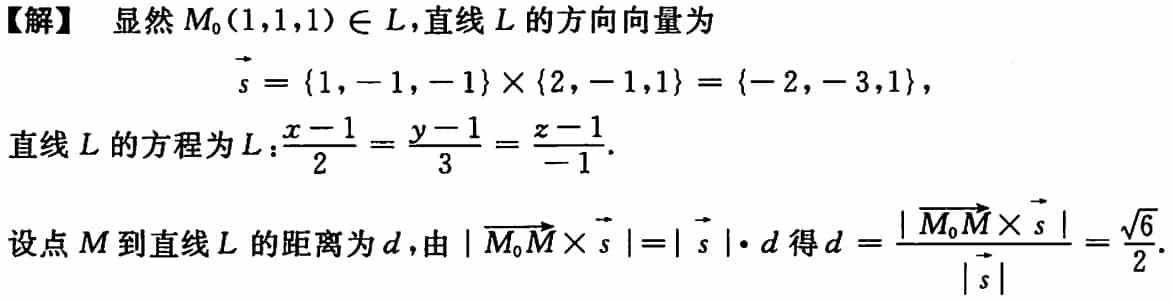 【解】 显然 M₀(1,1,1) ∈ L,直线 L 的方向向量为
$\vec{s}$ = {1,-1,-1} × {2,-1,1} = {-2,-3,1},
直线 L 的方程为 L:$\frac{x-1}{2} = \frac{y-1}{3} = \frac{z-1}{-1}$.
设点 M 到直线 L 的距离为 d,由 $|\overrightarrow{M_0M} \times \vec{s}| = |\vec{s}| \cdot d$ 得 $d = \frac{|\overrightarrow{M_0M} \times \vec{s}|}{|\vec{s}|} = \frac{\sqrt{6}}{2}$.